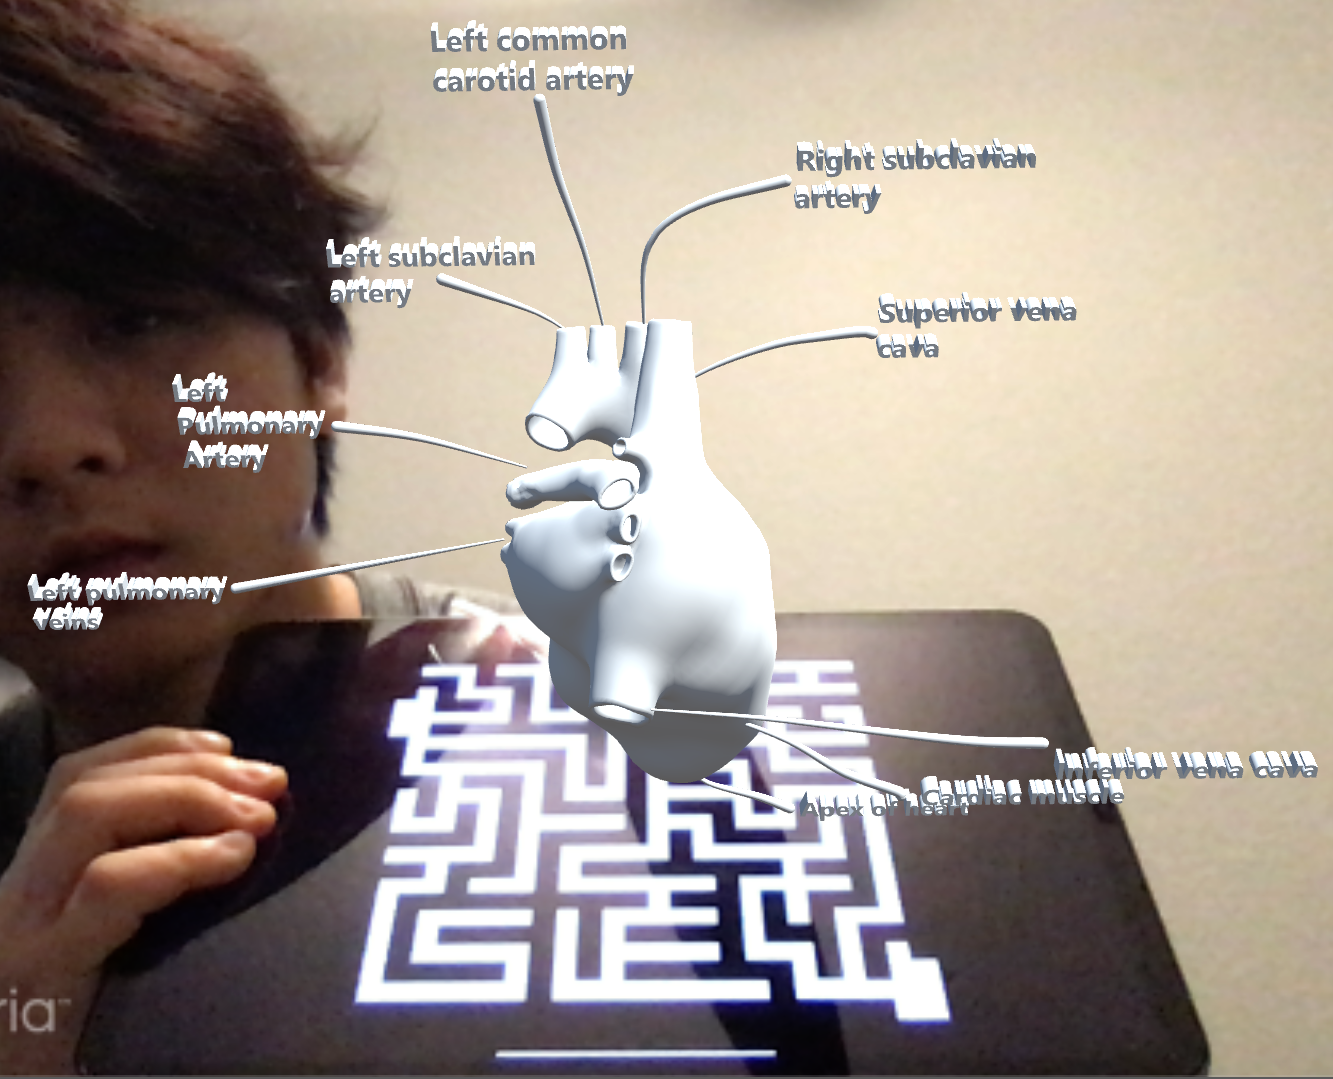 Left common
carotid artery
Right subclavian
artery
Left subclavian
artery
Superior vena
cava
Left
Pulmonary
Artery
Left pulmonary
veins
Inferior vena cava
Cardiac muscle
Apex of heart
ria™